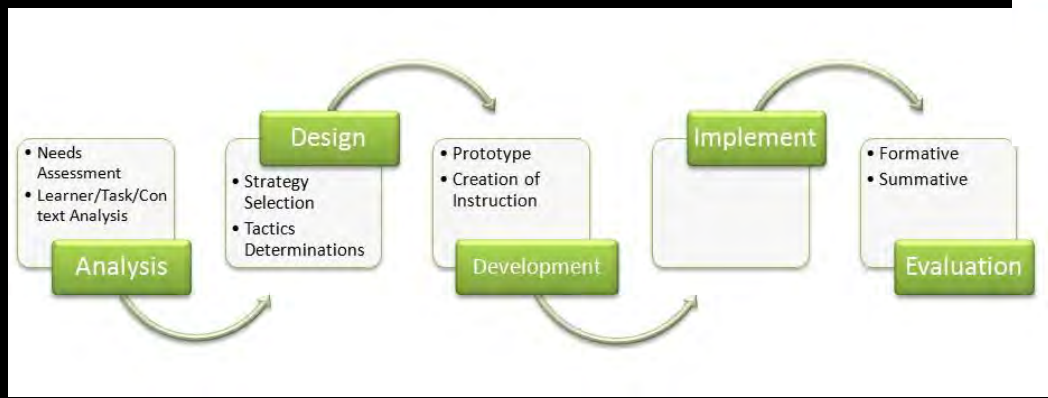 • Needs
Assessment
• Learner/Task/Con
text Analysis
Analysis
Design
• Strategy
Selection
• Tactics
Determinations
• Prototype
• Creation of
Instruction
Development
Implement
• Formative
• Summative
Evaluation